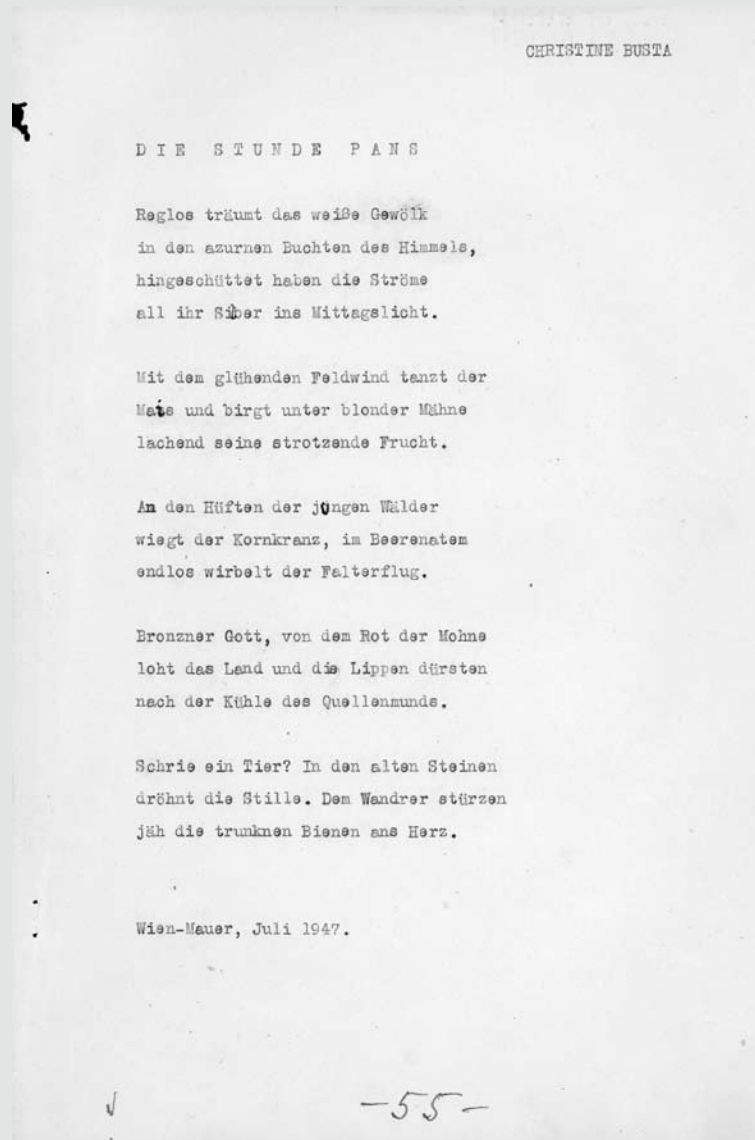 CHRISTINE BUSTA
DIE STUNDE PANS
Reglos träumt das weiße Gewölk
in den azurnen Buchten des Himmels,
hingeschüttet haben die Ströme
all ihr Silber ins Mittagslicht.
Mit dem glühenden Feldwind tanzt der
Mais und birgt unter blonder Mähne
lachend seine strotzende Frucht.
An den Hüften der jungen Wälder
wiegt der Kornkranz, im Beerenatem
endlos wirbelt der Falterflug.
Bronzner Gott, von dem Rot der Mohne
loht das Land und die Lippen dürsten
nach der Kühle des Quellenmunds.
Schrie ein Tier? In den alten Steinen
dröhnt die Stille. Dem Wandrer stürzen
jäh die trunknen Bienen ans Herz.
Wien-Mauer, Juli 1947.
-55-